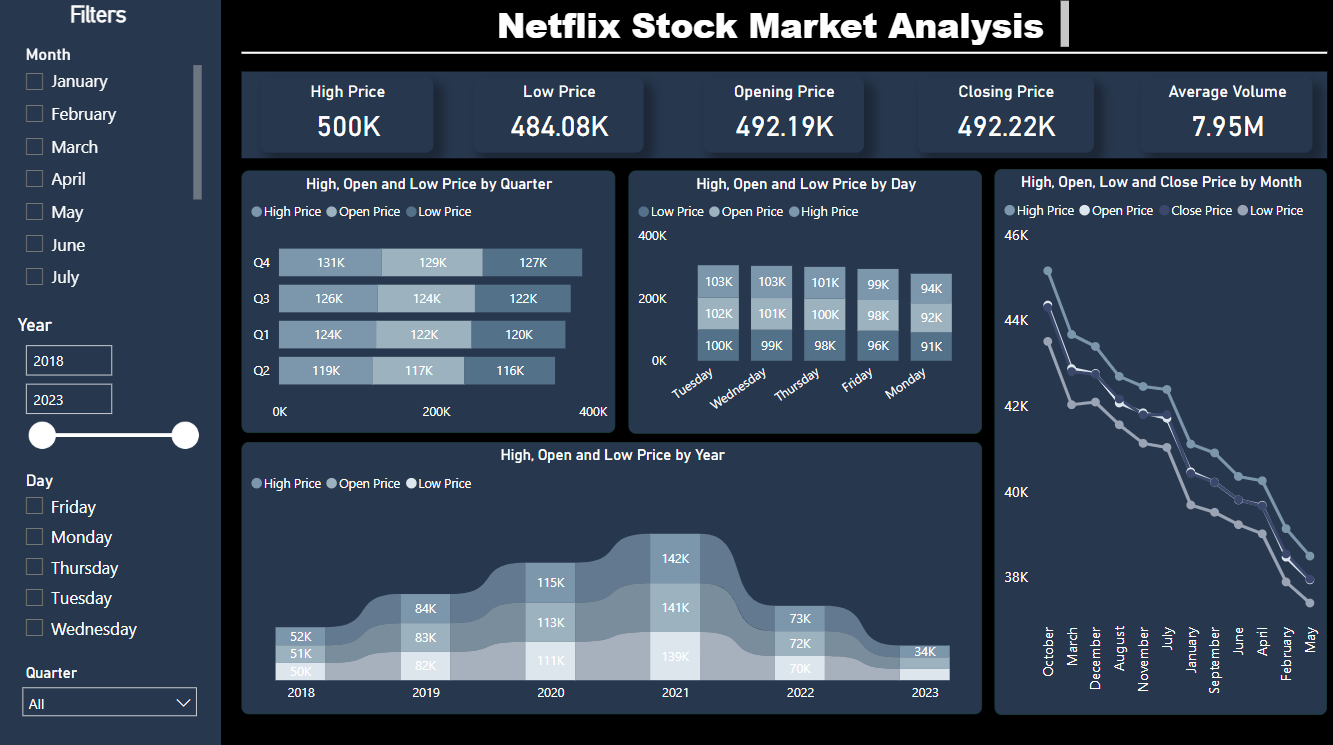 Filters
Month
January
February
March
April
May
June
July
Year
2018
2023
Day
Friday
Monday
Thursday
Tuesday
Wednesday
Quarter
All
Netflix Stock Market Analysis
High Price
500K
Low Price
484.08K
Opening Price
492.19K
Closing Price
492.22K
Average Volume
7.95M
High, Open and Low Price by Quarter
High Price Open Price Low Price
Q4 131K 129K 127K
Q3 126K 124K 122K
Q1 124K 122K 120K
Q2 119K 117K 116K
0K 200K 400K
High, Open and Low Price by Day
Low Price Open Price High Price
400K
200K
0K
103K 103K 101K 99K 94K
102K 101K 100K 98K 92K
100K 99K 98K 96K 91K
Tuesday Wednesday Thursday Friday Monday
High, Open, Low and Close Price by Month
High Price Open Price Close Price Low Price
46K
44K
42K
40K
38K
October March December August November July January September June April February May
High, Open and Low Price by Year
High Price Open Price Low Price
52K 84K 115K 142K 73K 34K
51K 83K 113K 141K 72K
50K 82K 111K 139K 70K
2018 2019 2020 2021 2022 2023